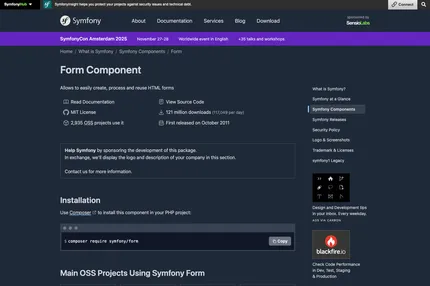 SymfonyHub
SymfonyInsight helps you protect your projects against security issues and technical debt.
Connect
Symfony
About Documentation Services Blog Download
sponsored by
SensioLabs
SymfonyCon Amsterdam 2025 November 27-28 Worldwide event in English +35 talks and workshops
Home / What is Symfony / Symfony Components / Form
Form Component
Allows to easily create, process and reuse HTML forms
Read Documentation
View Source Code
MIT License
121 million downloads (117,049 per day)
2,935 OSS projects use it
First released on October 2011
Help Symfony by sponsoring the development of this package.
In exchange, we'll display the logo and description of your company in this section.
Contact us for more information.
Installation
Use Composer to install this component in your PHP project:
$ composer require symfony/form
Copy
Main OSS Projects Using Symfony Form
What is Symfony?
Symfony at a Glance
Symfony Components
Symfony Releases
Security Policy
Logo & Screenshots
Trademark & Licenses
symfony1 Legacy
Design and Development tips
in your inbox. Every weekday.
ADS VIA CARBON
blackfire.io
Check Code Performance
in Dev, Test, Staging
& Production